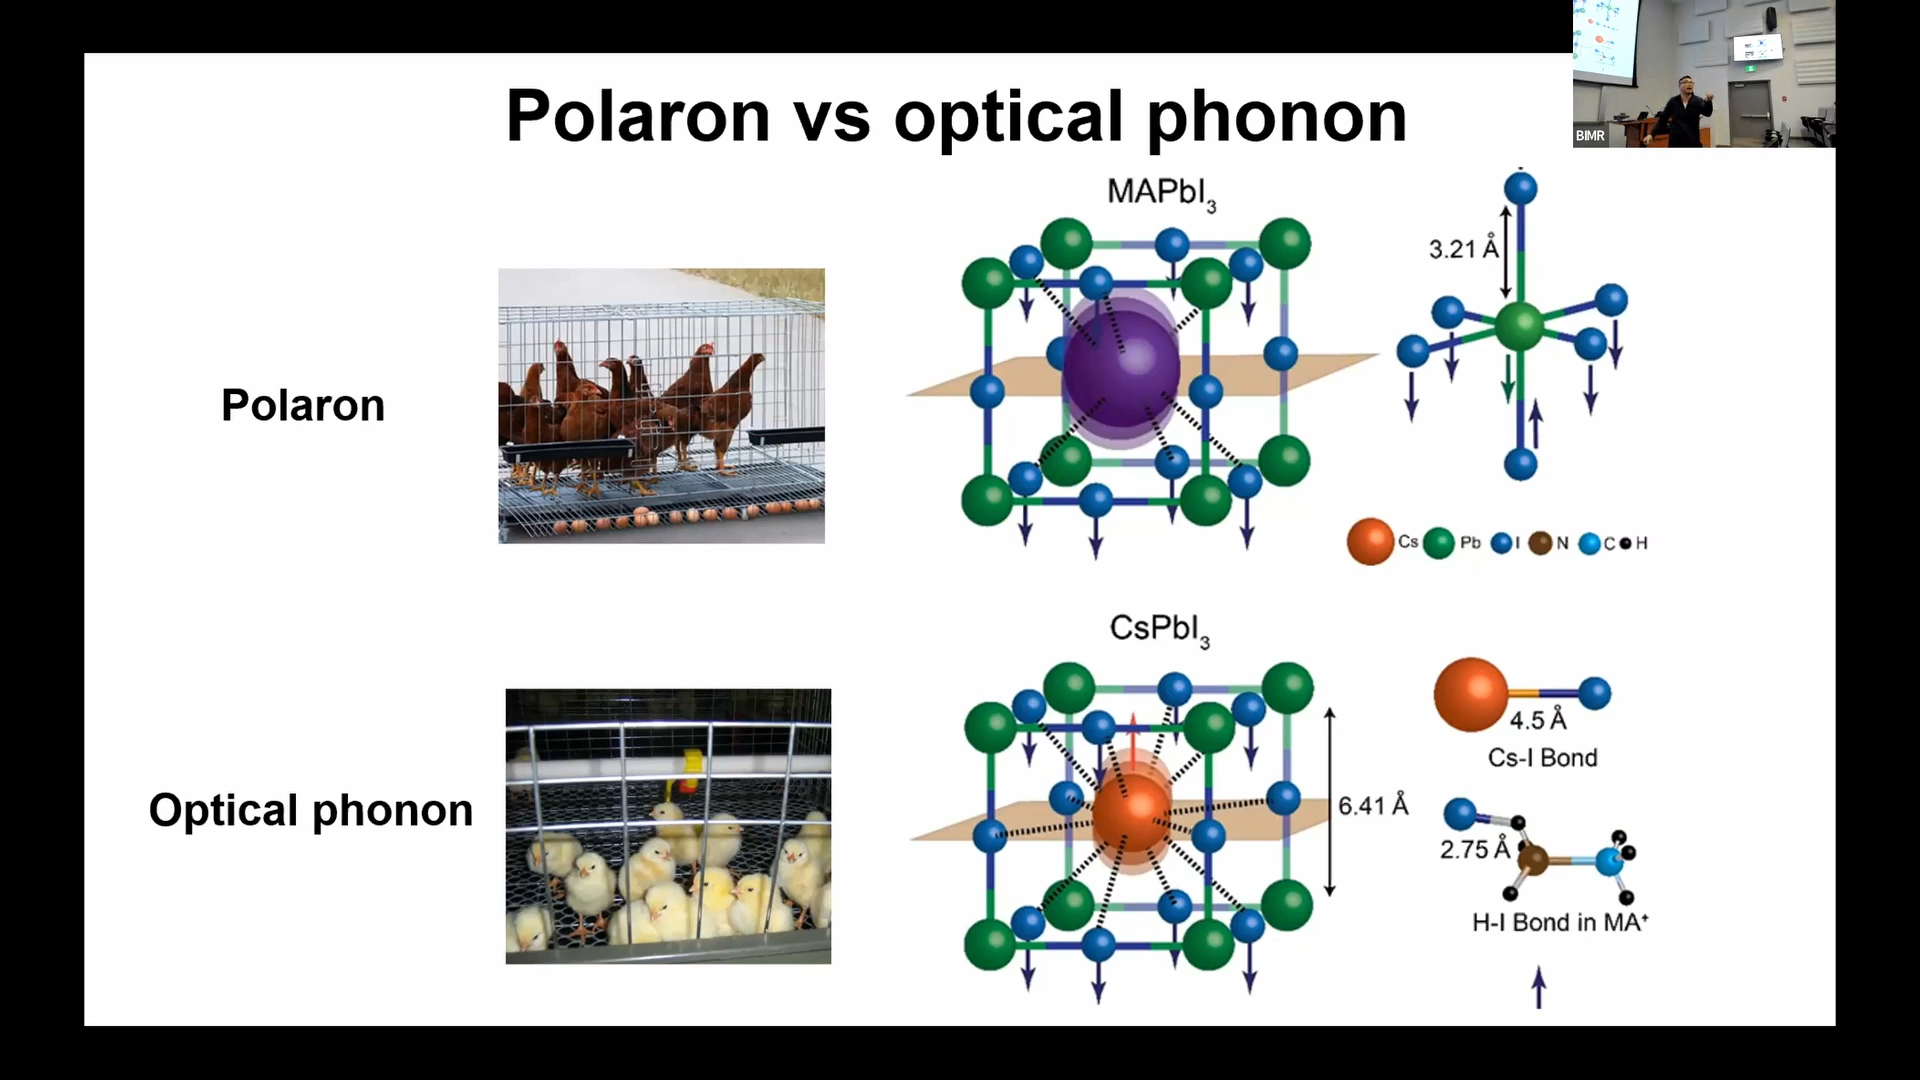 Polaron vs optical phonon
BIMR
MAPbI3
3.21 Å
Polaron
Cs Pb I N C H
CsPbI3
4.5 Å
Cs-I Bond
6.41 Å
Optical phonon
2.75 Å
H-I Bond in MA+